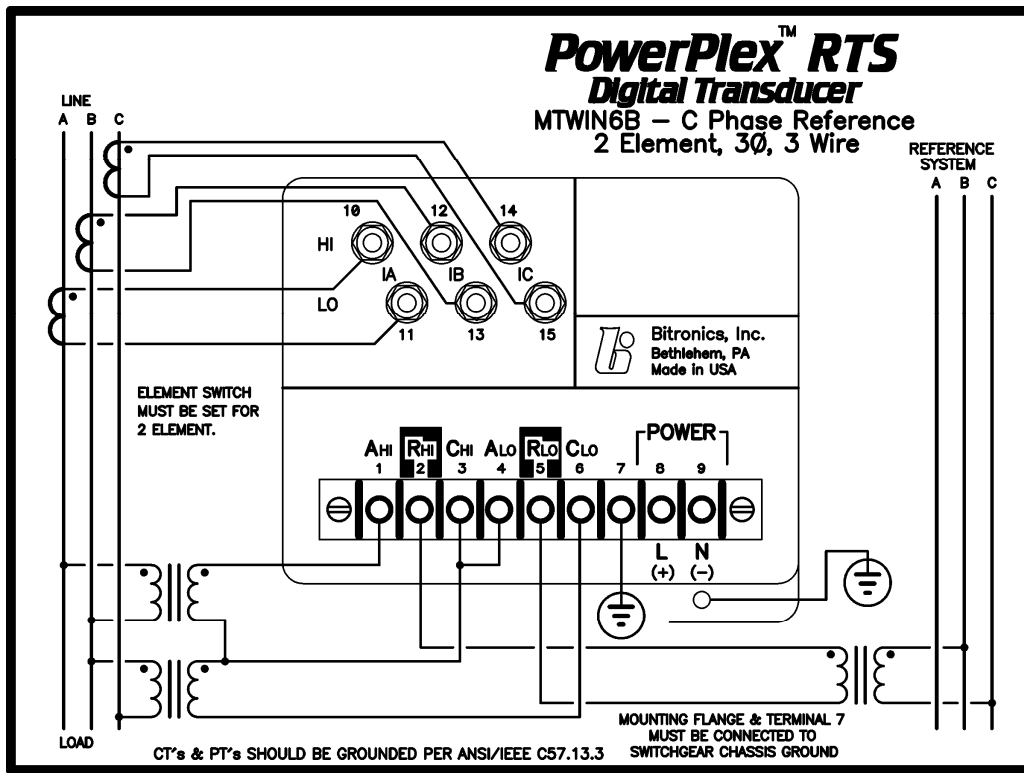 PowerPlex™ RTS
Digital Transducer
MTWIN6B – C Phase Reference
2 Element, 3Ø, 3 Wire
LINE
A B C
REFERENCE
SYSTEM
A B C
10 12 14
HI
IA IB IC
LO
11 13 15
Bitronics, Inc.
Bethlehem, PA
Made in USA
ELEMENT SWITCH
MUST BE SET FOR
2 ELEMENT.
POWER
AHI RHI CHI ALO RLO CLO
1 2 3 4 5 6 7 8 9
L N
(+) (–)
LOAD
MOUNTING FLANGE & TERMINAL 7
MUST BE CONNECTED TO
SWITCHGEAR CHASSIS GROUND
CT's & PT's SHOULD BE GROUNDED PER ANSI/IEEE C57.13.3